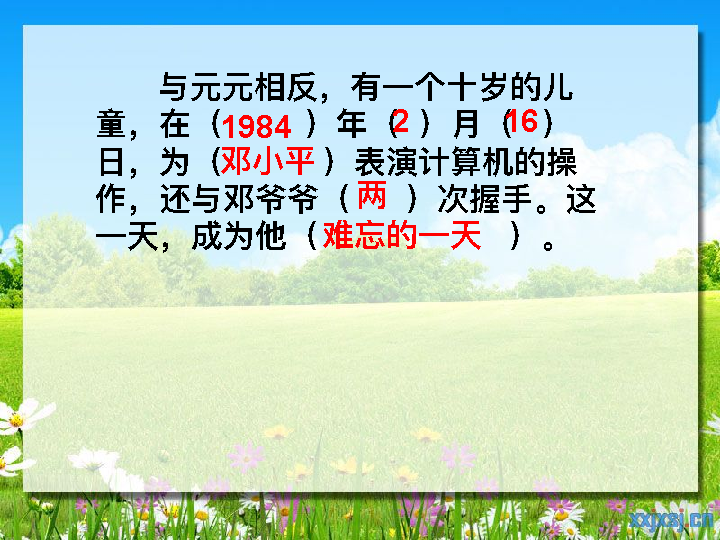 与元元相反，有一个十岁的儿
童，在（1984 ）年（2 ）月（16）
日，为（邓小平 ）表演计算机的操
作，还与邓爷爷（ 两 ）次握手。这
一天，成为他（难忘的一天 ）。
xxjxsj.cn